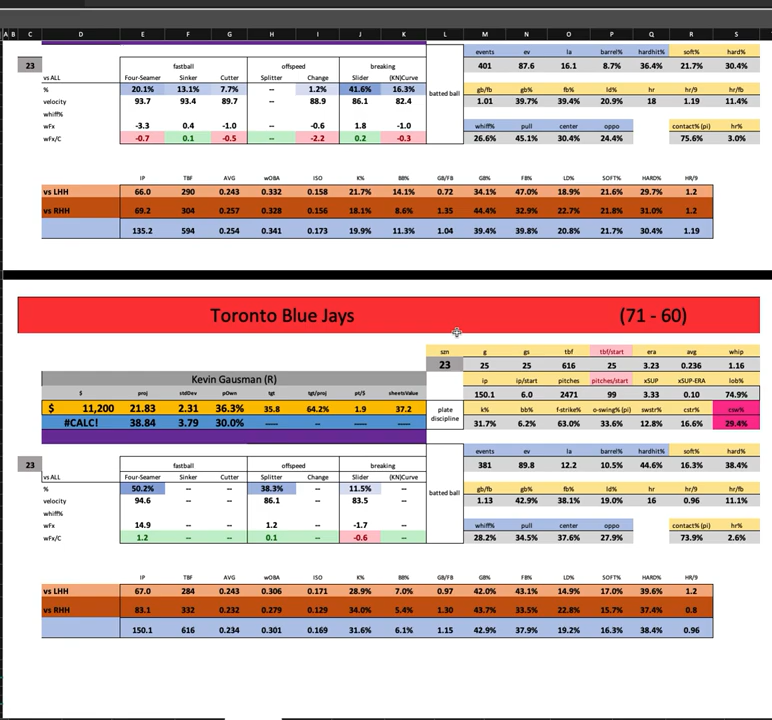 A B C D E F G H I J K L M N O P Q R S
events ev la barrel% hardhit% soft% hard%
23 fastball offspeed breaking 401 87.6 16.1 8.7% 36.4% 21.7% 30.4%
vs ALL Four-Seamer Sinker Cutter Splitter Change Slider (KN)Curve
% 20.1% 13.1% 7.7% -- 1.2% 41.6% 16.3% batted ball gb/fb gb% fb% ld% hr hr/9 hr/fb
velocity 93.7 93.4 89.7 -- 88.9 86.1 82.4 1.01 39.7% 39.4% 20.9% 18 1.19 11.4%
whiff%
wFx -3.3 0.4 -1.0 -0.6 1.8 -1.0 whiff% pull center oppo contact% (pi) hr%
wFx/C -0.7 0.1 -0.5 -- -2.2 0.2 -0.3 26.6% 45.1% 30.4% 24.4% 75.6% 3.0%
IP TBF AVG wOBA ISO K% BB% GB/FB GB% FB% LD% SOFT% HARD% HR/9
vs LHH 66.0 290 0.243 0.332 0.158 21.7% 14.1% 0.72 34.1% 47.0% 18.9% 21.6% 29.7% 1.2
vs RHH 69.2 304 0.257 0.328 0.156 18.1% 8.6% 1.35 44.4% 32.9% 22.7% 21.8% 31.0% 1.2
135.2 594 0.254 0.341 0.173 19.9% 11.3% 1.04 39.4% 39.8% 20.8% 21.7% 30.4% 1.19
Toronto Blue Jays (71 - 60)
szn g gs tbf tbf/start era avg whip
23 25 25 616 25 3.23 0.236 1.16
Kevin Gausman (R) ip ip/start pitches pitches/start xSUP xSUP-ERA lob%
$ proj stdDev pOwn tgt tgt/proj pt/$ sheetsValue 150.1 6.0 2471 99 3.33 0.10 74.9%
$ 11,200 21.83 2.31 36.3% 35.8 64.2% 1.9 37.2 plate discipline k% bb% f-strike% o-swing% (pi) swstr% cstr% csw%
#CALC! 38.84 3.79 30.0% ---- -- ---- -- 31.7% 6.2% 63.0% 33.6% 12.8% 16.6% 29.4%
events ev la barrel% hardhit% soft% hard%
23 fastball offspeed breaking 381 89.8 12.2 10.5% 44.6% 16.3% 38.4%
vs ALL Four-Seamer Sinker Cutter Splitter Change Slider (KN)Curve
% 50.2% -- -- 38.3% -- 11.5% -- batted ball gb/fb gb% fb% ld% hr hr/9 hr/fb
velocity 94.6 -- -- 86.1 -- 83.5 -- 1.13 42.9% 38.1% 19.0% 16 0.96 11.1%
whiff%
wFx 14.9 -- -- 1.2 -- -1.7 -- whiff% pull center oppo contact% (pi) hr%
wFx/C 1.2 -- -- 0.1 -- -0.6 -- 28.2% 34.5% 37.6% 27.9% 73.9% 2.6%
IP TBF AVG wOBA ISO K% BB% GB/FB GB% FB% LD% SOFT% HARD% HR/9
vs LHH 67.0 284 0.243 0.306 0.171 28.9% 7.0% 0.97 42.0% 43.1% 14.9% 17.0% 39.6% 1.2
vs RHH 83.1 332 0.232 0.279 0.129 34.0% 5.4% 1.30 43.7% 33.5% 22.8% 15.7% 37.4% 0.8
150.1 616 0.234 0.301 0.169 31.6% 6.1% 1.15 42.9% 37.9% 19.2% 16.3% 38.4% 0.96